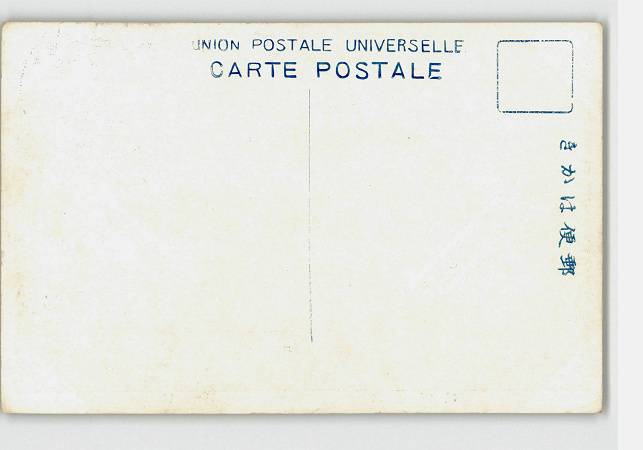 UNION POSTALE UNIVERSELLE
CARTE POSTALE
郵便はかき